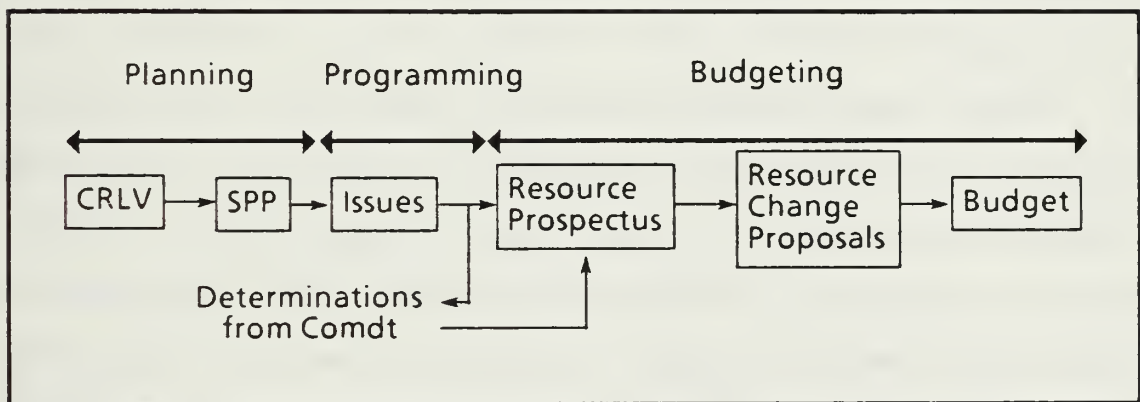 Planning Programming Budgeting
CRLV
SPP
Issues
Resource
Prospectus
Resource
Change
Proposals
Budget
Determinations
from Comdt